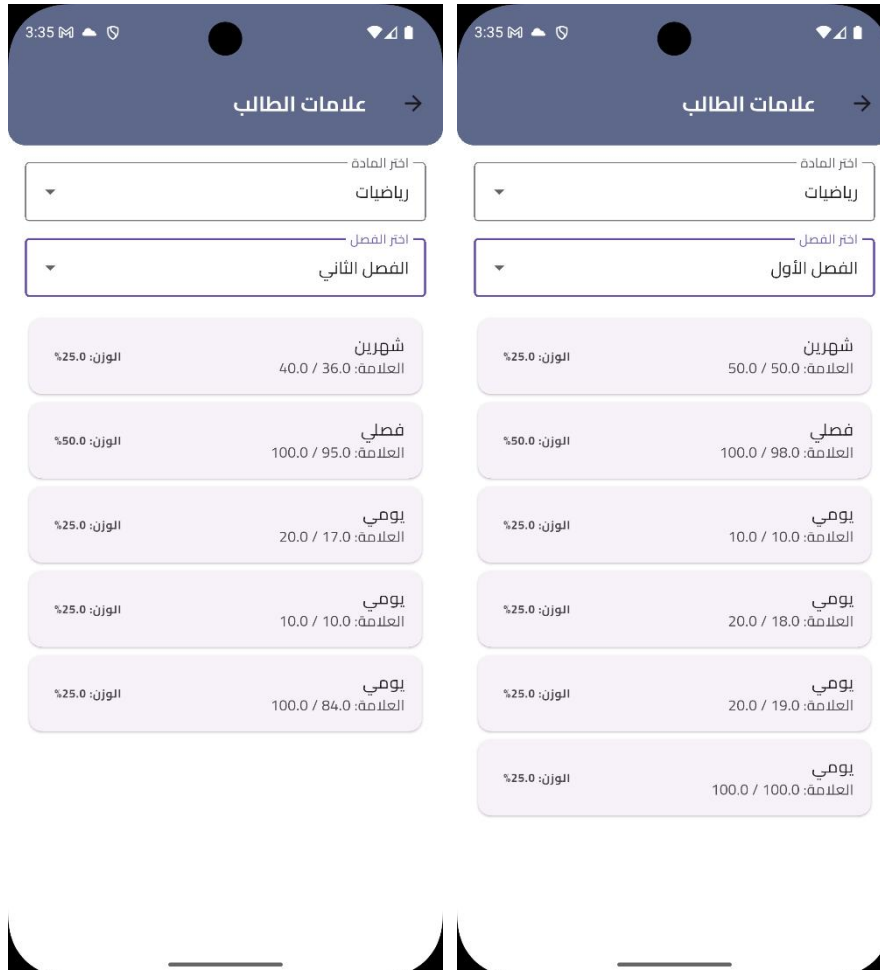 3:35
علامات الطالب
اختر المادة
رياضيات
اختر الفصل
الفصل الثاني
شهرين
العلامة: 36.0 / 40.0
الوزن: 25.0%
فصلي
العلامة: 95.0 / 100.0
الوزن: 50.0%
يومي
العلامة: 17.0 / 20.0
الوزن: 25.0%
يومي
العلامة: 10.0 / 10.0
الوزن: 25.0%
يومي
العلامة: 84.0 / 100.0
الوزن: 25.0%
3:35
علامات الطالب
اختر المادة
رياضيات
اختر الفصل
الفصل الأول
شهرين
العلامة: 50.0 / 50.0
الوزن: 25.0%
فصلي
العلامة: 98.0 / 100.0
الوزن: 50.0%
يومي
العلامة: 10.0 / 10.0
الوزن: 25.0%
يومي
العلامة: 18.0 / 20.0
الوزن: 25.0%
يومي
العلامة: 19.0 / 20.0
الوزن: 25.0%
يومي
العلامة: 100.0 / 100.0
الوزن: 25.0%